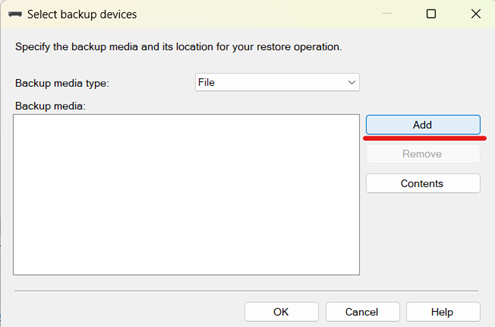 Select backup devices
Specify the backup media and its location for your restore operation.
Backup media type:
File
Backup media:
Add
Remove
Contents
OK
Cancel
Help